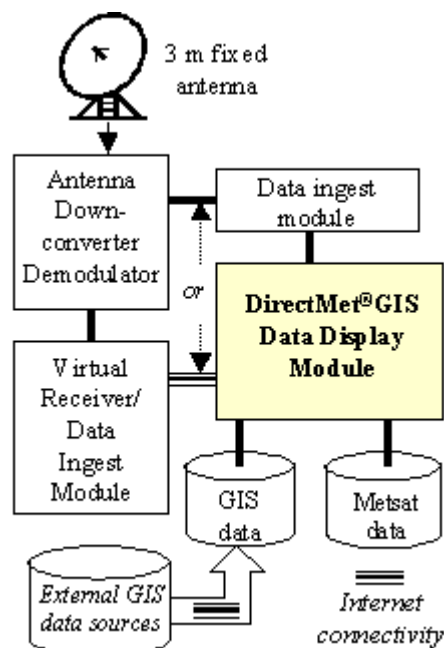 3 m fixed
antenna
Antenna
Down-
converter
Demodulator
Data ingest
module
or
DirectMet®GIS
Data Display
Module
Virtual
Receiver/
Data
Ingest
Module
GIS
data
Metsat
data
External GIS
data sources
Internet
connectivity